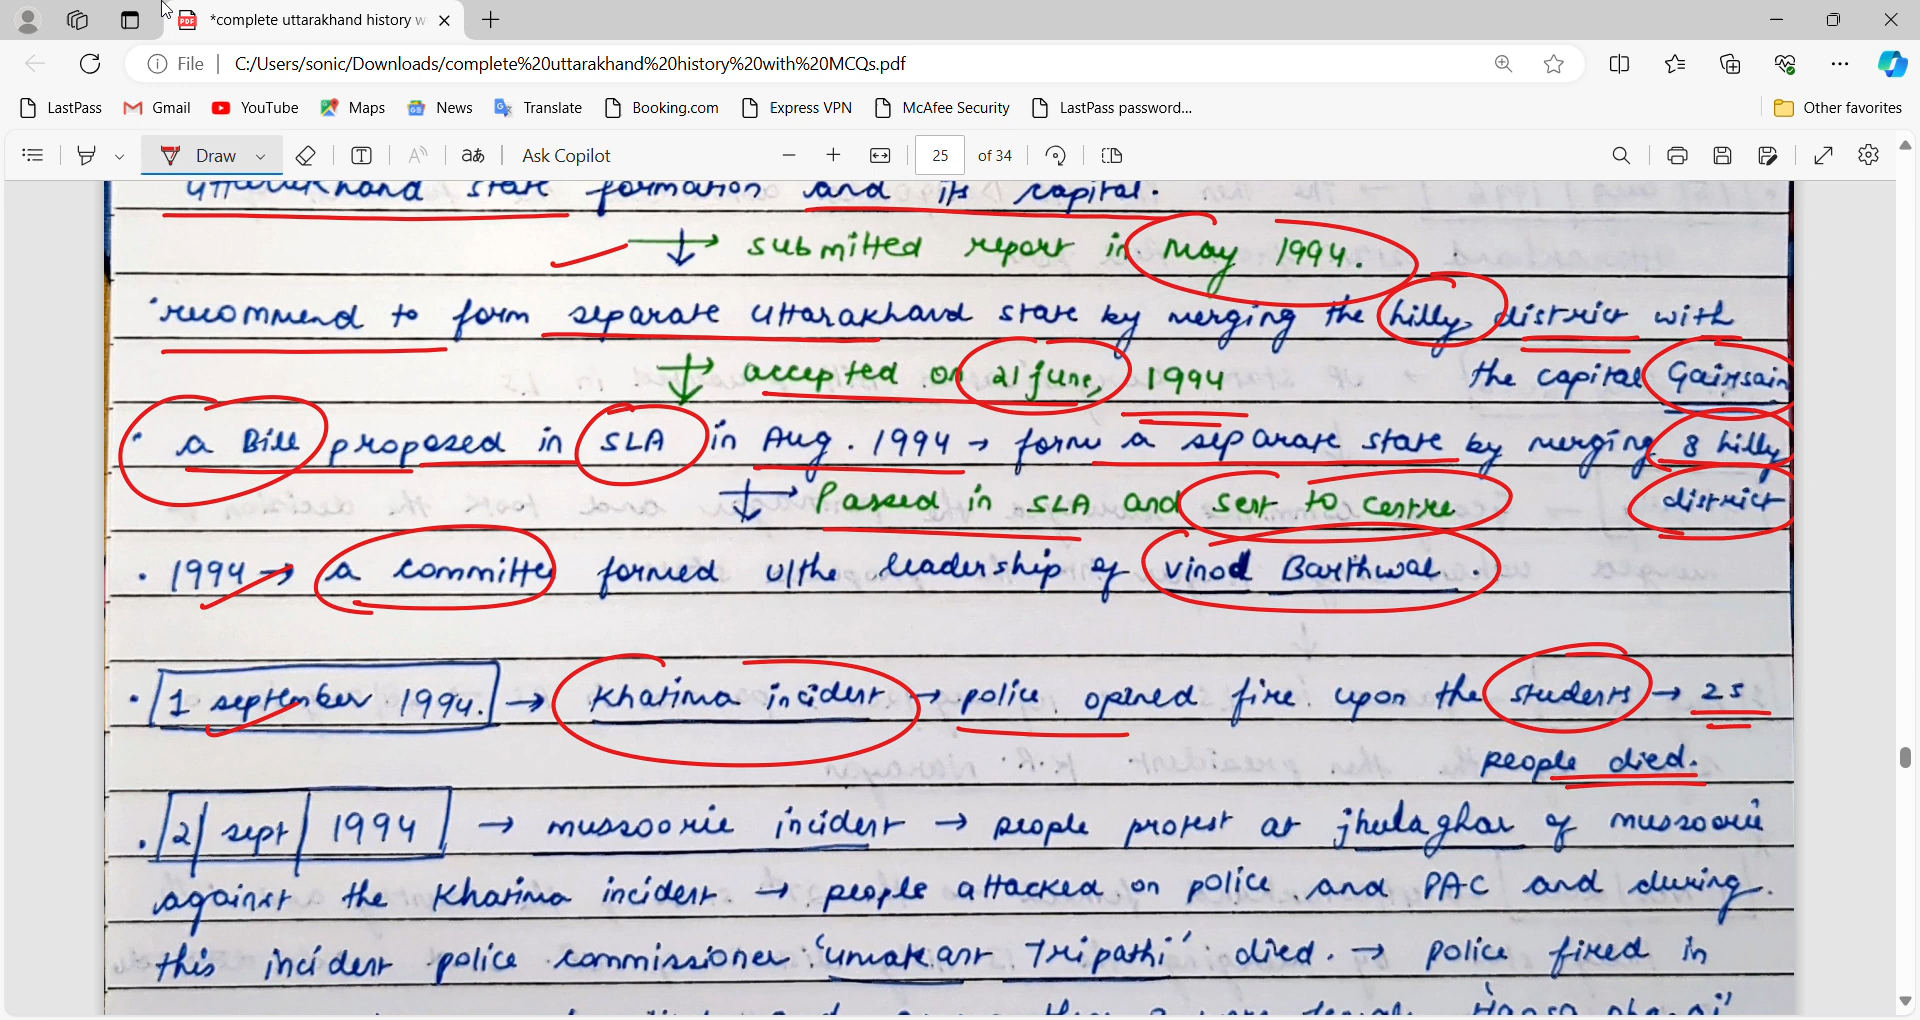 *complete uttarakhand history w
File C:/Users/sonic/Downloads/complete%20uttarakhand%20history%20with%20MCQs.pdf
LastPass Gmail YouTube Maps News Translate Booking.com Express VPN McAfee Security LastPass password... Other favorites
Draw Ask Copilot 25 of 34
uttarakhand state formation and its capital.
submitted report in May 1994.
recommend to form separate Uttarakhand state by merging the hilly district with
accepted on 21 June, 1994 the capital Gairsain
• a Bill proposed in SLA in Aug. 1994 → form a separate state by merging 8 hilly
Passed in SLA and sent to centre district
• 1994 → a committee formed u/the leadership of Vinod Barthwal.
• 1 september 1994. → Khatima incident → police opened fire upon the students → 25
people died.
• 2 sept 1994 → mussoorie incident → people protest at jhulaghar of mussoorie
against the Khatima incident. → people attacked on police and PAC and during
this incident police commissioner 'umakant Tripathi' died. → police fired in